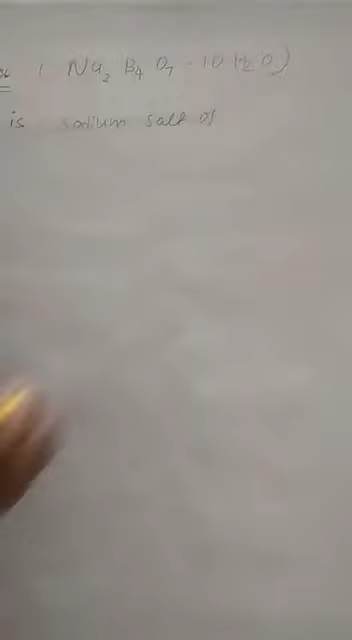 ( Na₂ B₄ O₇ · 10 H₂O)
is sodium salt of